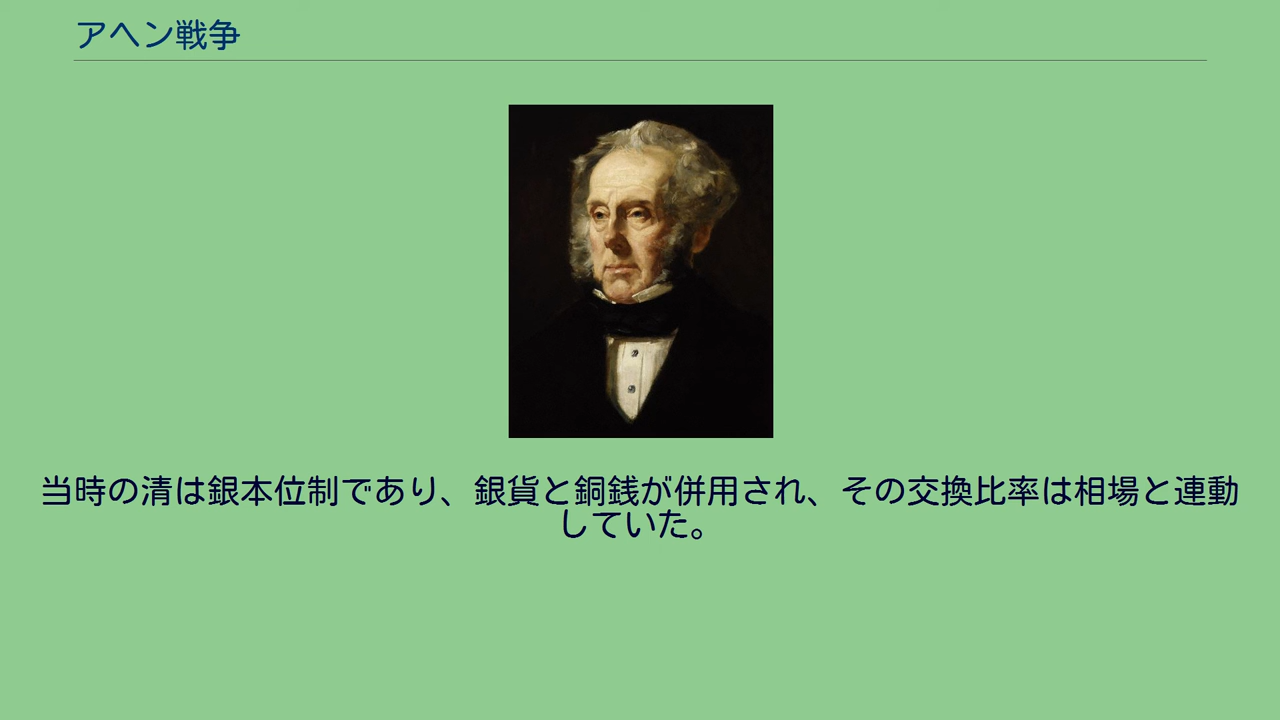 アヘン戦争
当時の清は銀本位制であり、銀貨と銅銭が併用され、その交換比率は相場と連動
していた。